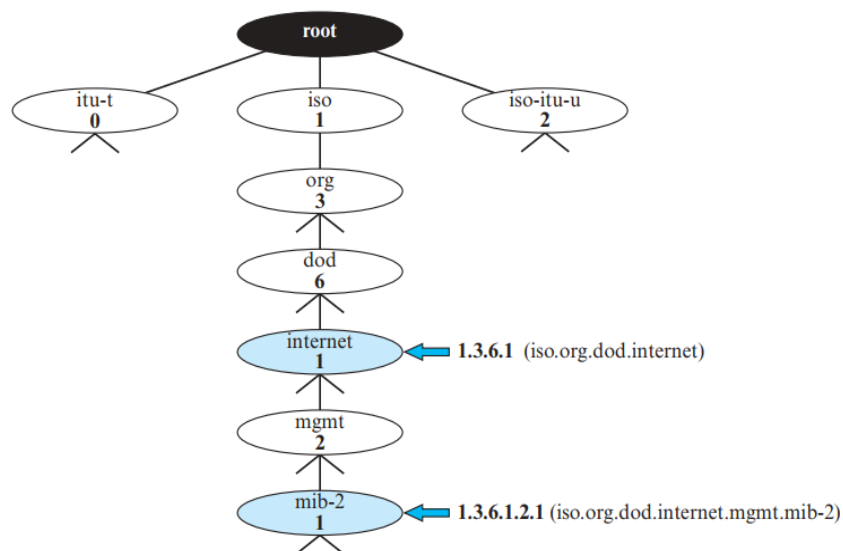 root
itu-t
0
iso
1
iso-itu-u
2
org
3
dod
6
internet
1
1.3.6.1 (iso.org.dod.internet)
mgmt
2
mib-2
1
1.3.6.1.2.1 (iso.org.dod.internet.mgmt.mib-2)